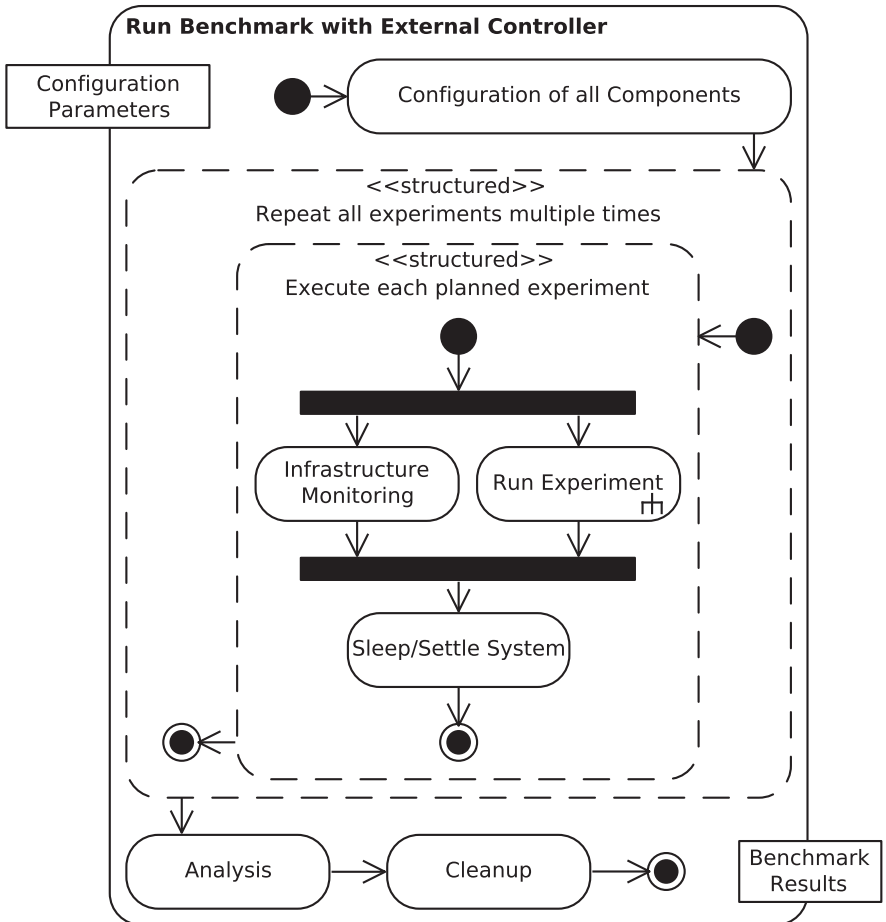 Run Benchmark with External Controller
Configuration
Parameters
Configuration of all Components
<<structured>>
Repeat all experiments multiple times
<<structured>>
Execute each planned experiment
Infrastructure
Monitoring
Run Experiment
Sleep/Settle System
Analysis
Cleanup
Benchmark
Results